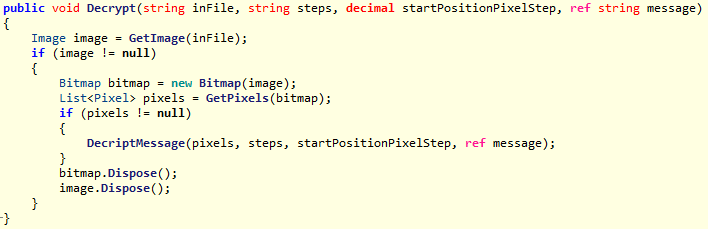 public void Decrypt(string inFile, string steps, decimal startPositionPixelStep, ref string message)
{
    Image image = GetImage(inFile);
    if (image != null)
    {
        Bitmap bitmap = new Bitmap(image);
        List<Pixel> pixels = GetPixels(bitmap);
        if (pixels != null)
        {
            DecriptMessage(pixels, steps, startPositionPixelStep, ref message);
        }
        bitmap.Dispose();
        image.Dispose();
    }
}